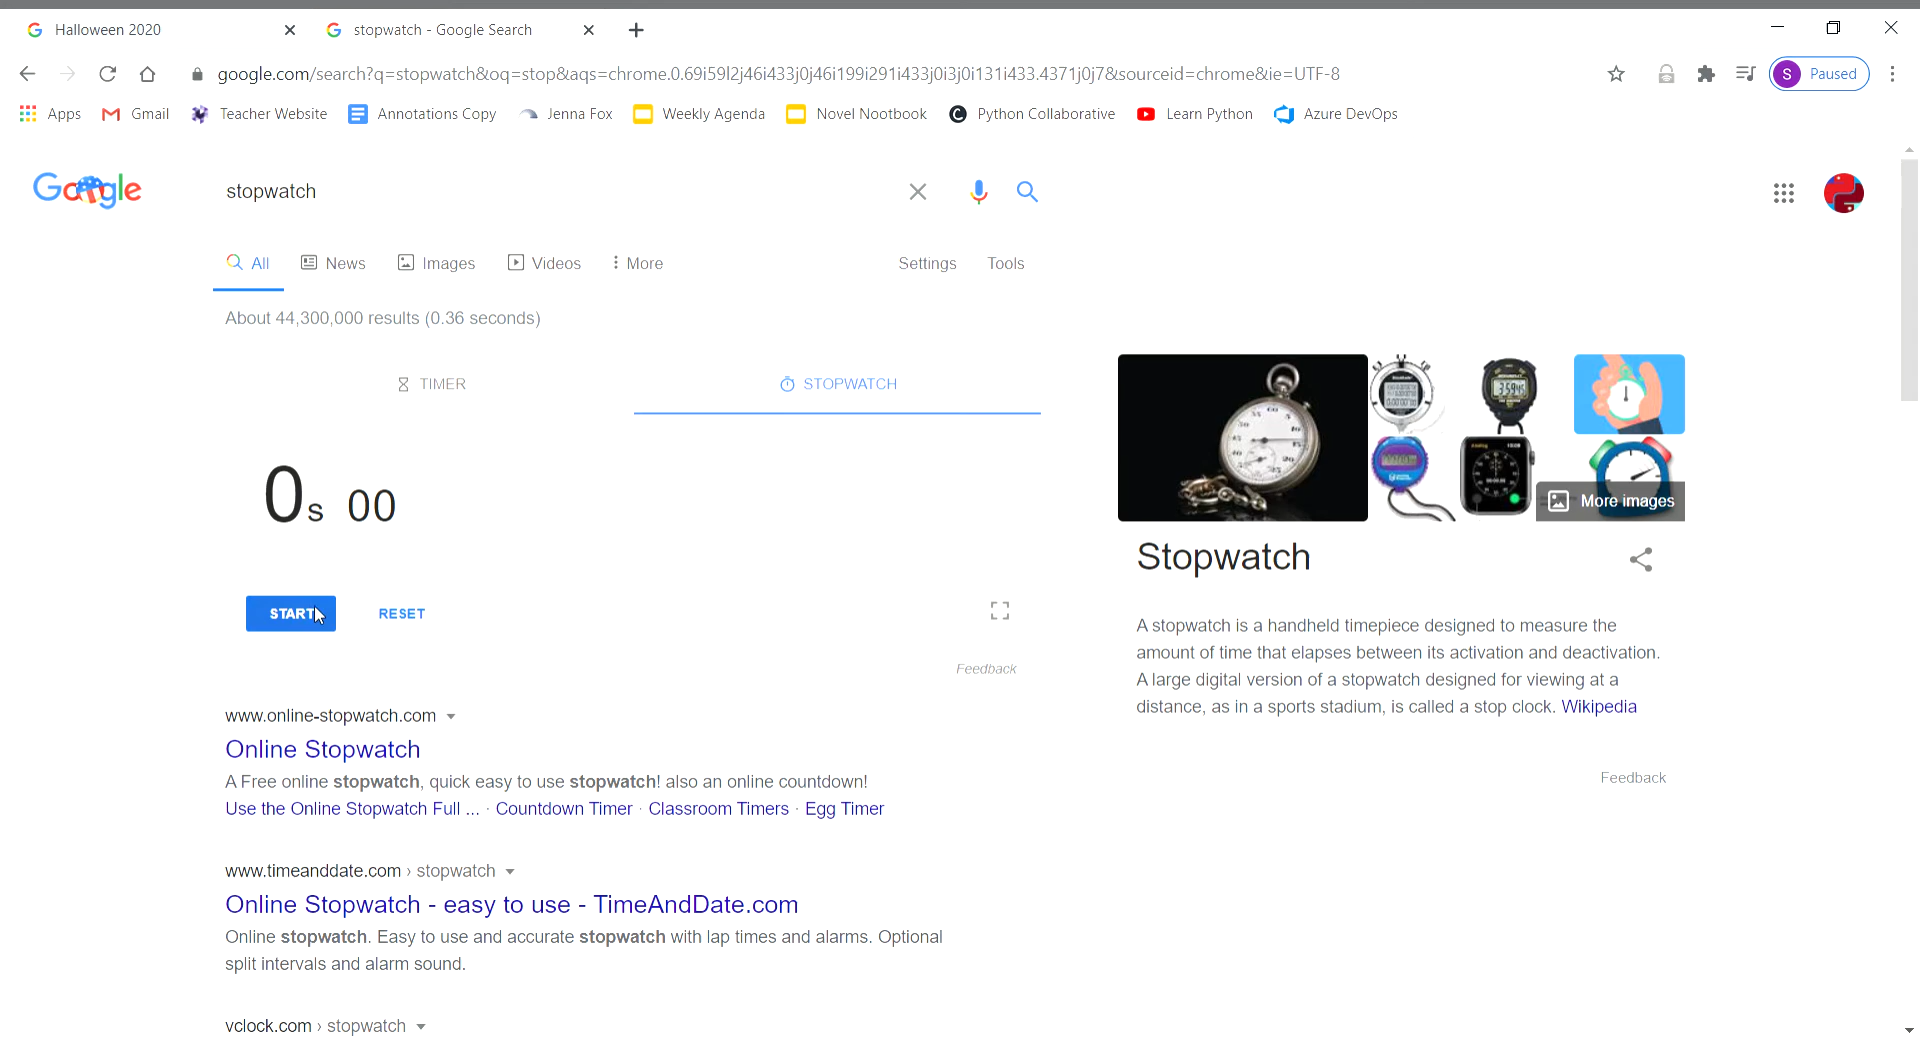 Halloween 2020
stopwatch - Google Search
google.com/search?q=stopwatch&oq=stop&aqs=chrome.0.69i59l2j46i433j0j46i199i291i433j0i3j0i131i433.4371j0j7&sourceid=chrome&ie=UTF-8
S Paused
Apps Gmail Teacher Website Annotations Copy Jenna Fox Weekly Agenda Novel Nootbook Python Collaborative Learn Python Azure DevOps
Google
stopwatch
All News Images Videos More Settings Tools
About 44,300,000 results (0.36 seconds)
TIMER STOPWATCH
0s 00
START RESET
Feedback
www.online-stopwatch.com
Online Stopwatch
A Free online stopwatch, quick easy to use stopwatch! also an online countdown!
Use the Online Stopwatch Full ... · Countdown Timer · Classroom Timers · Egg Timer
www.timeanddate.com › stopwatch
Online Stopwatch - easy to use - TimeAndDate.com
Online stopwatch. Easy to use and accurate stopwatch with lap times and alarms. Optional
split intervals and alarm sound.
vclock.com › stopwatch
More images
Stopwatch
A stopwatch is a handheld timepiece designed to measure the
amount of time that elapses between its activation and deactivation.
A large digital version of a stopwatch designed for viewing at a
distance, as in a sports stadium, is called a stop clock. Wikipedia
Feedback